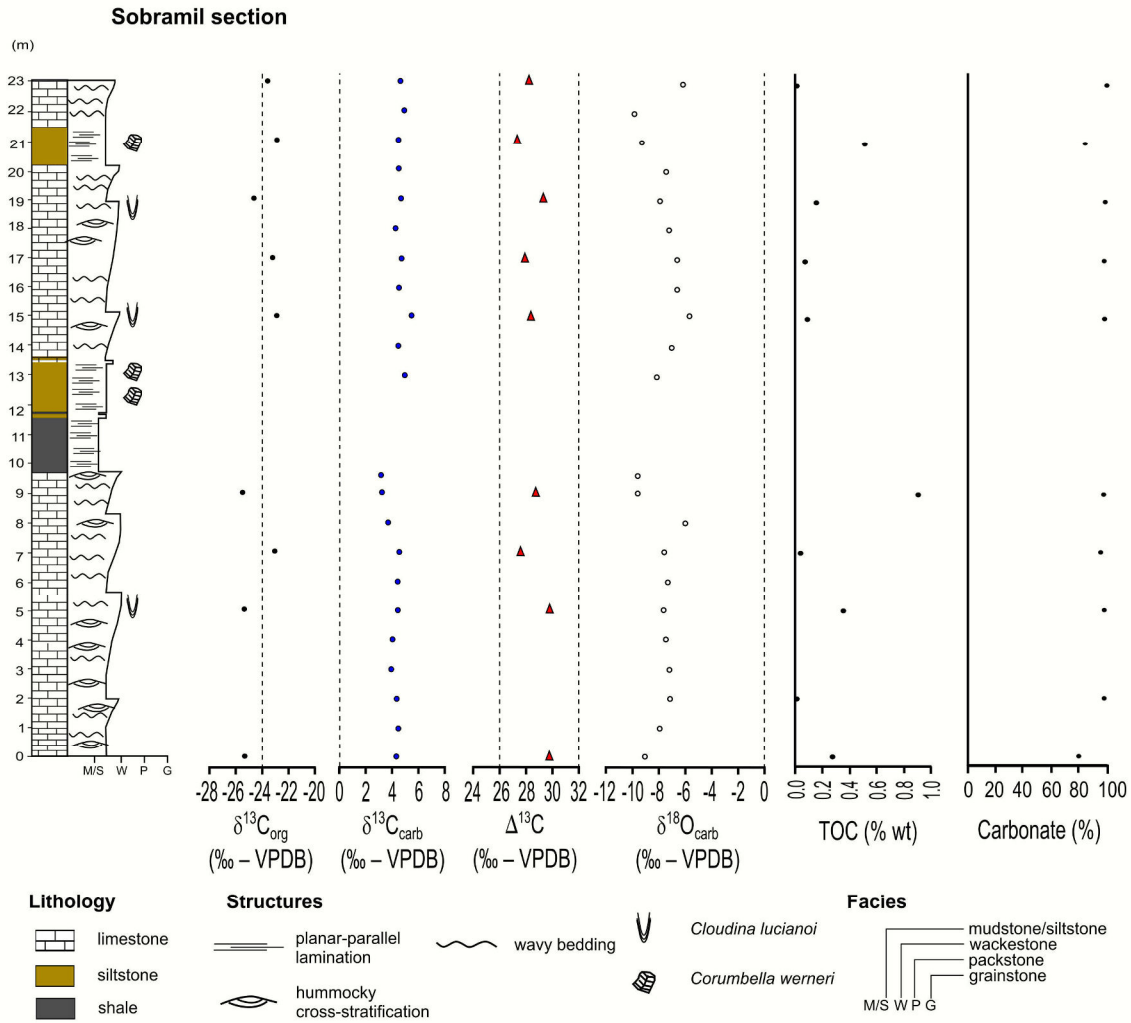 Sobramil section
(m)
23
22
21
20
19
18
17
16
15
14
13
12
11
10
9
8
7
6
5
4
3
2
1
0
M/S W P G
-28 -26 -24 -22 -20
δ¹³Corg
(‰ – VPDB)
0 2 4 6 8 10
δ¹³Ccarb
(‰ – VPDB)
24 26 28 30 32
Δ¹³C
(‰ – VPDB)
-12 -10 -8 -6 -4 -2 0
δ¹⁸Ocarb
(‰ – VPDB)
0.0 0.2 0.4 0.6 0.8 1.0
TOC (% wt)
0 20 40 60 80 100
Carbonate (%)
Lithology
limestone
siltstone
shale
Structures
planar-parallel
lamination
hummocky
cross-stratification
wavy bedding
Cloudina lucianoi
Corumbella werneri
Facies
mudstone/siltstone
wackestone
packstone
grainstone
M/S W P G